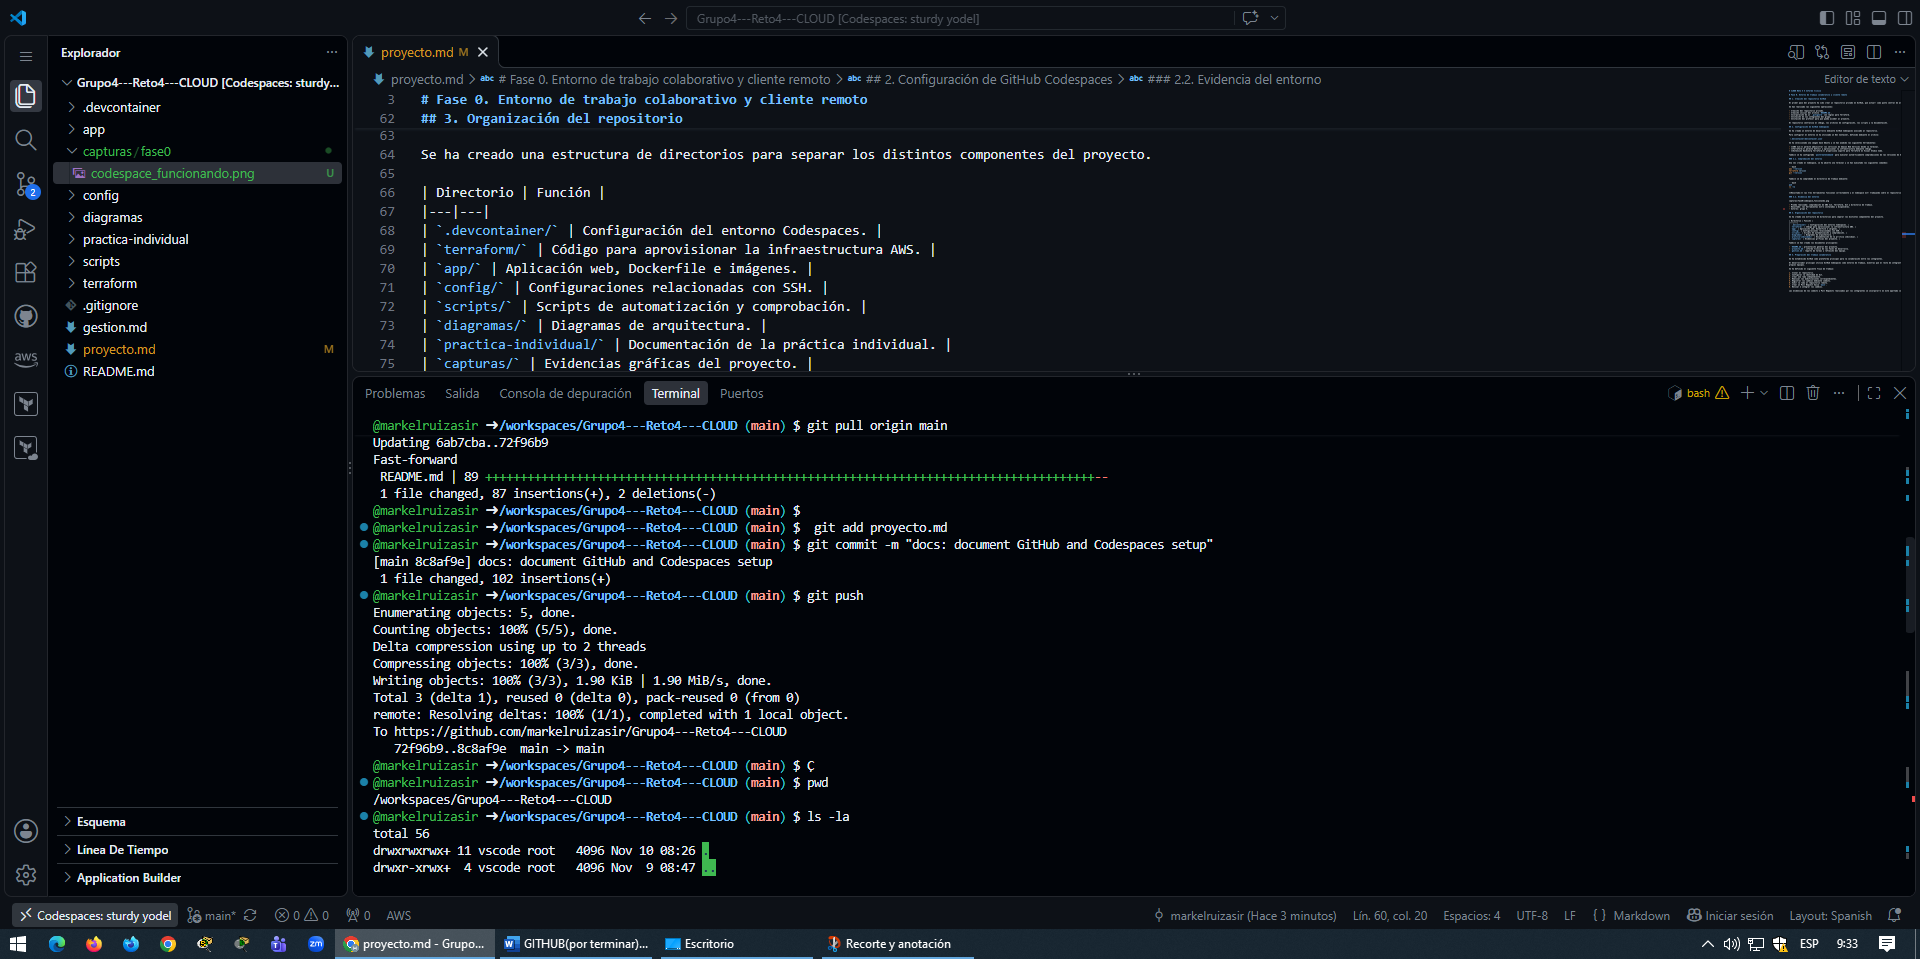 Grupo4---Reto4---CLOUD [Codespaces: sturdy yodel]
Explorador
Grupo4---Reto4---CLOUD [Codespaces: sturdy...
.devcontainer
app
capturas / fase0
codespace_funcionando.png U
config
diagramas
practica-individual
scripts
terraform
.gitignore
gestion.md
proyecto.md M
README.md
2
aws
Esquema
Línea De Tiempo
Application Builder
proyecto.md M
proyecto.md > abc # Fase 0. Entorno de trabajo colaborativo y cliente remoto > abc ## 2. Configuración de GitHub Codespaces > abc ### 2.2. Evidencia del entorno
Editor de texto
3 # Fase 0. Entorno de trabajo colaborativo y cliente remoto
62 ## 3. Organización del repositorio
63
64 Se ha creado una estructura de directorios para separar los distintos componentes del proyecto.
65
66 | Directorio | Función |
67 |---|---|
68 | `.devcontainer/` | Configuración del entorno Codespaces. |
69 | `terraform/` | Código para aprovisionar la infraestructura AWS. |
70 | `app/` | Aplicación web, Dockerfile e imágenes. |
71 | `config/` | Configuraciones relacionadas con SSH. |
72 | `scripts/` | Scripts de automatización y comprobación. |
73 | `diagramas/` | Diagramas de arquitectura. |
74 | `practica-individual/` | Documentación de la práctica individual. |
75 | `capturas/` | Evidencias gráficas del proyecto. |
Problemas Salida Consola de depuración Terminal Puertos
bash
@markelruizasir ➜/workspaces/Grupo4---Reto4---CLOUD (main) $ git pull origin main
Updating 6ab7cba..72f96b9
Fast-forward
README.md | 89 +++++++++++++++++++++++++++++++++++++++++++++++++++++++++++++++++++++++++++++++++++++++--
1 file changed, 87 insertions(+), 2 deletions(-)
@markelruizasir ➜/workspaces/Grupo4---Reto4---CLOUD (main) $
@markelruizasir ➜/workspaces/Grupo4---Reto4---CLOUD (main) $  git add proyecto.md
@markelruizasir ➜/workspaces/Grupo4---Reto4---CLOUD (main) $ git commit -m "docs: document GitHub and Codespaces setup"
[main 8c8af9e] docs: document GitHub and Codespaces setup
1 file changed, 102 insertions(+)
@markelruizasir ➜/workspaces/Grupo4---Reto4---CLOUD (main) $ git push
Enumerating objects: 5, done.
Counting objects: 100% (5/5), done.
Delta compression using up to 2 threads
Compressing objects: 100% (3/3), done.
Writing objects: 100% (3/3), 1.90 KiB | 1.90 MiB/s, done.
Total 3 (delta 1), reused 0 (delta 0), pack-reused 0 (from 0)
remote: Resolving deltas: 100% (1/1), completed with 1 local object.
To https://github.com/markelruizasir/Grupo4---Reto4---CLOUD
72f96b9..8c8af9e  main -> main
@markelruizasir ➜/workspaces/Grupo4---Reto4---CLOUD (main) $ Ç
@markelruizasir ➜/workspaces/Grupo4---Reto4---CLOUD (main) $ pwd
/workspaces/Grupo4---Reto4---CLOUD
@markelruizasir ➜/workspaces/Grupo4---Reto4---CLOUD (main) $ ls -la
total 56
drwxrwxrwx+ 11 vscode root   4096 Nov 10 08:26 .
drwxr-xrwx+  4 vscode root   4096 Nov  9 08:47 ..
Codespaces: sturdy yodel main* 0 0 0 AWS
markelruizasir (Hace 3 minutos) Lín. 60, col. 20 Espacios: 4 UTF-8 LF { } Markdown Iniciar sesión Layout: Spanish
proyecto.md - Grupo... GITHUB(por terminar)... Escritorio Recorte y anotación
ESP 9:33